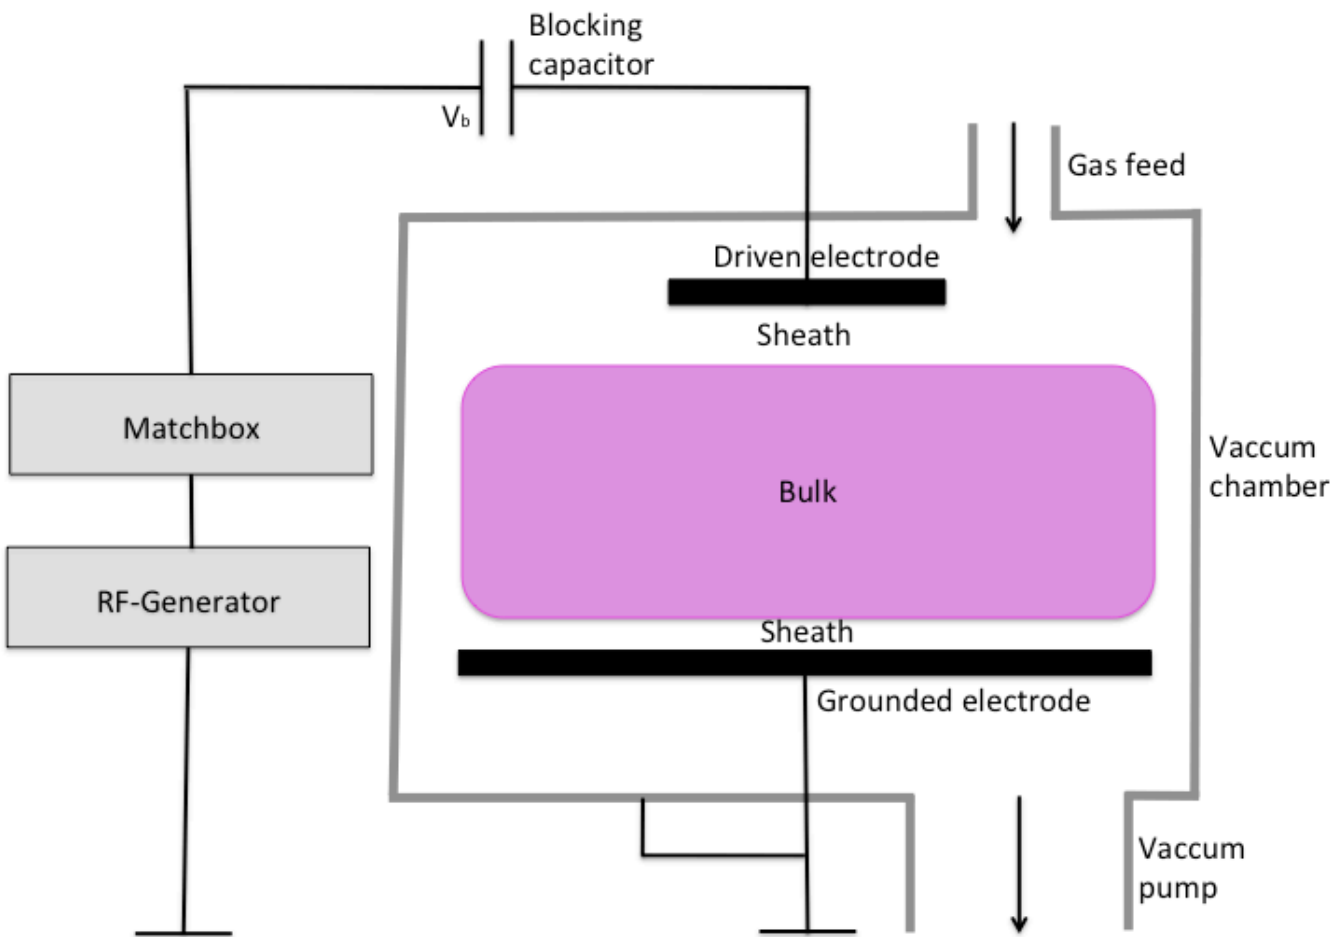 Blocking
capacitor
Vb
Gas feed
Driven electrode
Sheath
Matchbox
Bulk
Vaccum
chamber
RF-Generator
Sheath
Grounded electrode
Vaccum
pump